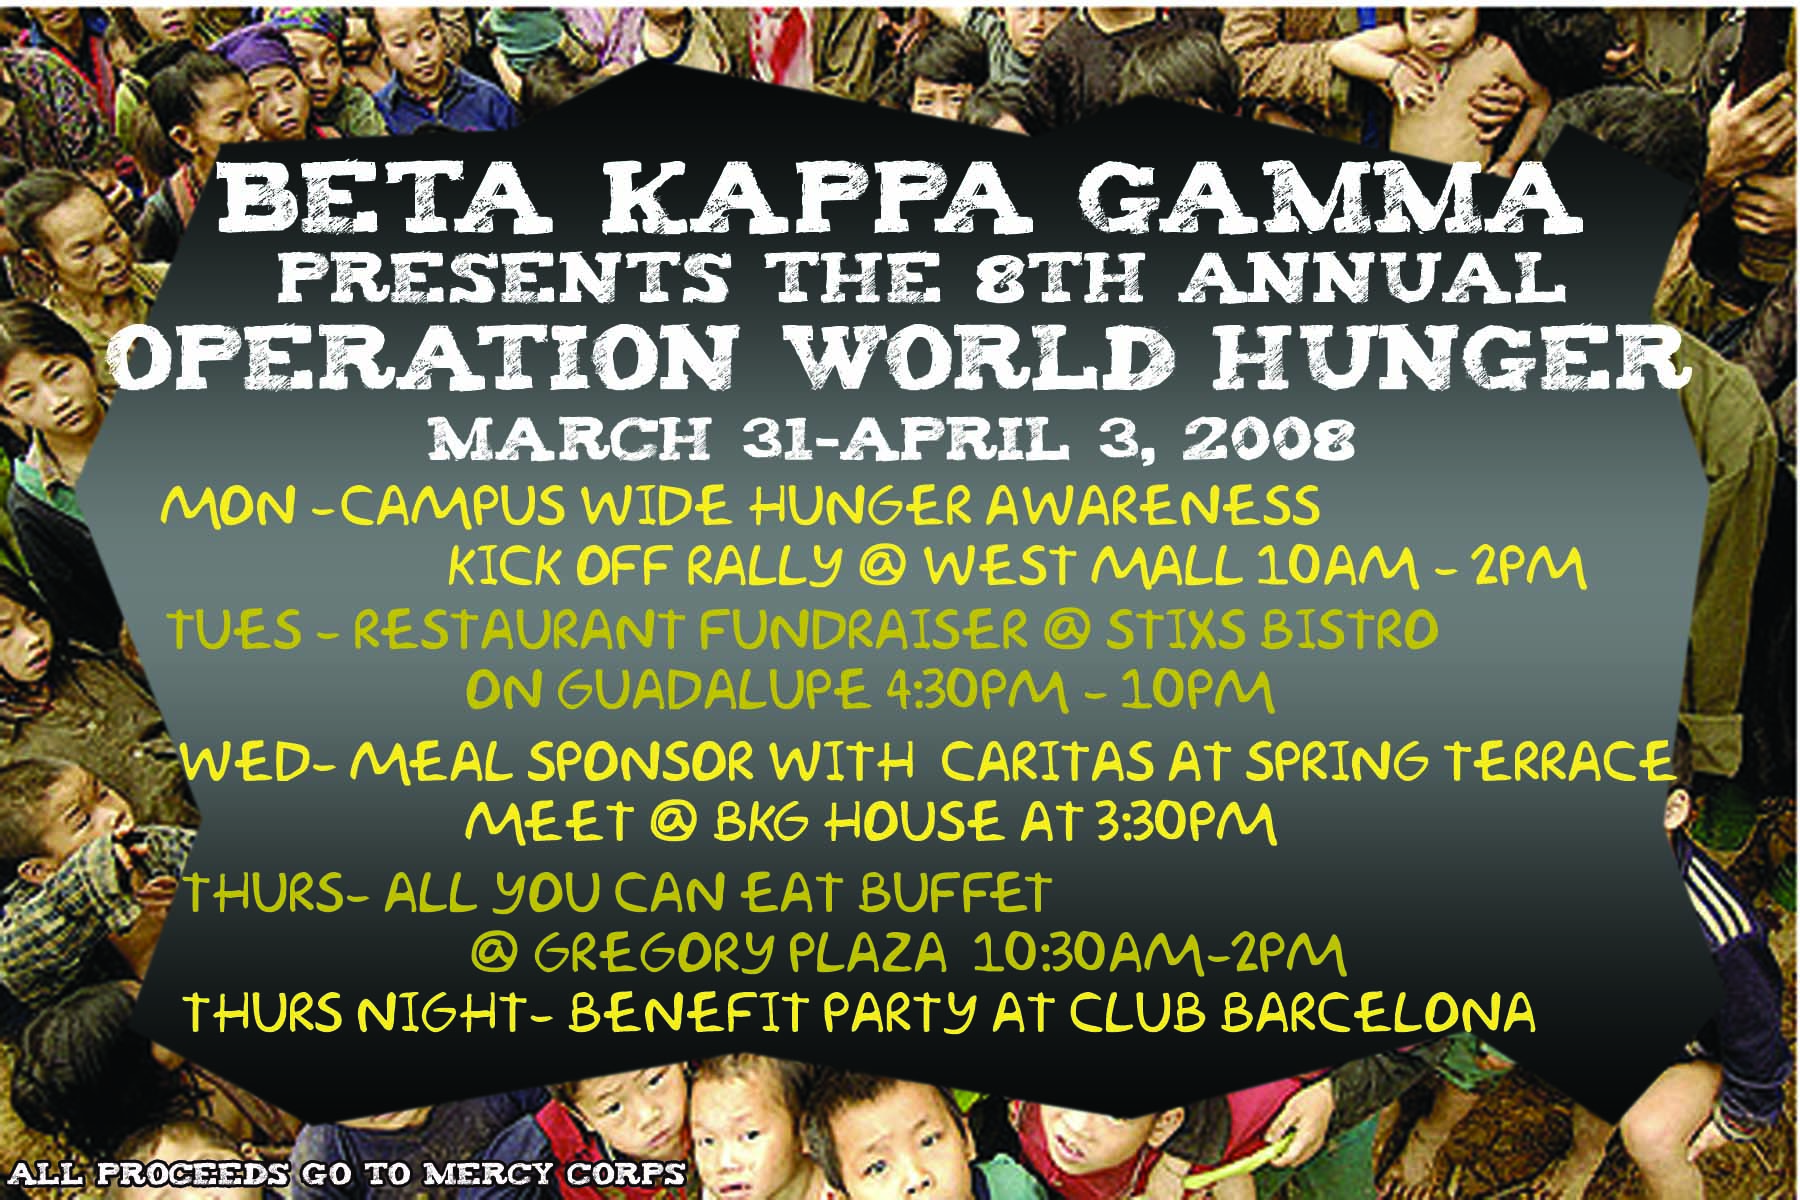 BETA KAPPA GAMMA
PRESENTS THE 8TH ANNUAL
OPERATION WORLD HUNGER
MARCH 31-APRIL 3, 2008
MON -CAMPUS WIDE HUNGER AWARENESS
KICK OFF RALLY @ WEST MALL 10AM - 2PM
TUES - RESTAURANT FUNDRAISER @ STIXS BISTRO
ON GUADALUPE 4:30PM - 10PM
WED- MEAL SPONSOR WITH CARITAS AT SPRING TERRACE
MEET @ BKG HOUSE AT 3:30PM
THURS- ALL YOU CAN EAT BUFFET
@ GREGORY PLAZA 10:30AM-2PM
THURS NIGHT- BENEFIT PARTY AT CLUB BARCELONA
ALL PROCEEDS GO TO MERCY CORPS